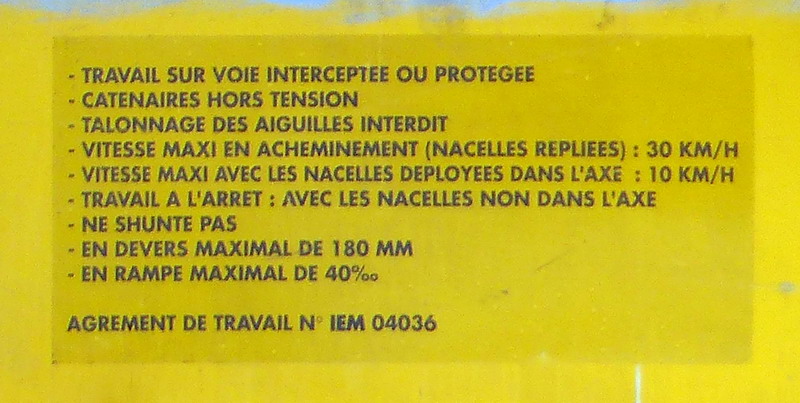 - TRAVAIL SUR VOIE INTERCEPTEE OU PROTEGEE
- CATENAIRES HORS TENSION
- TALONNAGE DES AIGUILLES INTERDIT
- VITESSE MAXI EN ACHEMINEMENT (NACELLES REPLIEES) : 30 KM/H
- VITESSE MAXI AVEC LES NACELLES DEPLOYEES DANS L'AXE : 10 KM/H
- TRAVAIL A L'ARRET : AVEC LES NACELLES NON DANS L'AXE
- NE SHUNTE PAS
- EN DEVERS MAXIMAL DE 180 MM
- EN RAMPE MAXIMAL DE 40‰
AGREMENT DE TRAVAIL N° IEM 04036